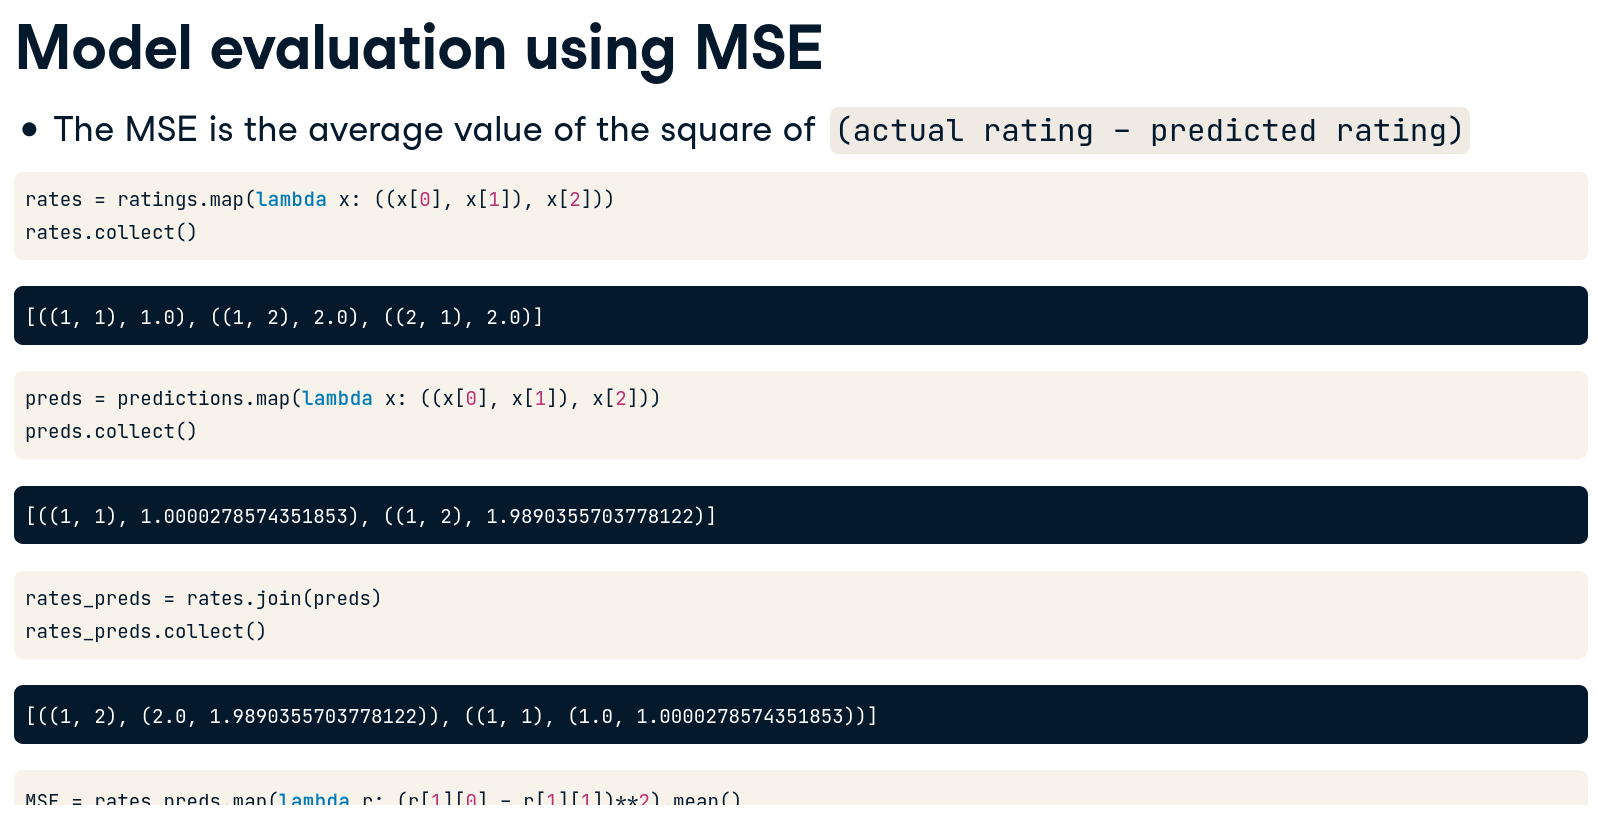 Model evaluation using MSE
• The MSE is the average value of the square of (actual rating - predicted rating)
rates = ratings.map(lambda x: ((x[0], x[1]), x[2]))
rates.collect()
[((1, 1), 1.0), ((1, 2), 2.0), ((2, 1), 2.0)]
preds = predictions.map(lambda x: ((x[0], x[1]), x[2]))
preds.collect()
[((1, 1), 1.0000278574351853), ((1, 2), 1.9890355703778122)]
rates_preds = rates.join(preds)
rates_preds.collect()
[((1, 2), (2.0, 1.9890355703778122)), ((1, 1), (1.0, 1.0000278574351853))]
MSE = rates_preds.map(lambda r: (r[1][0] - r[1][1])**2).mean()